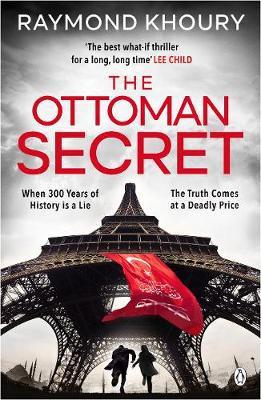 RAYMOND KHOURY
'The best what-if thriller
for a long, long time' LEE CHILD
THE
OTTOMAN
SECRET
When 300 Years of
History is a Lie
The Truth Comes
at a Deadly Price